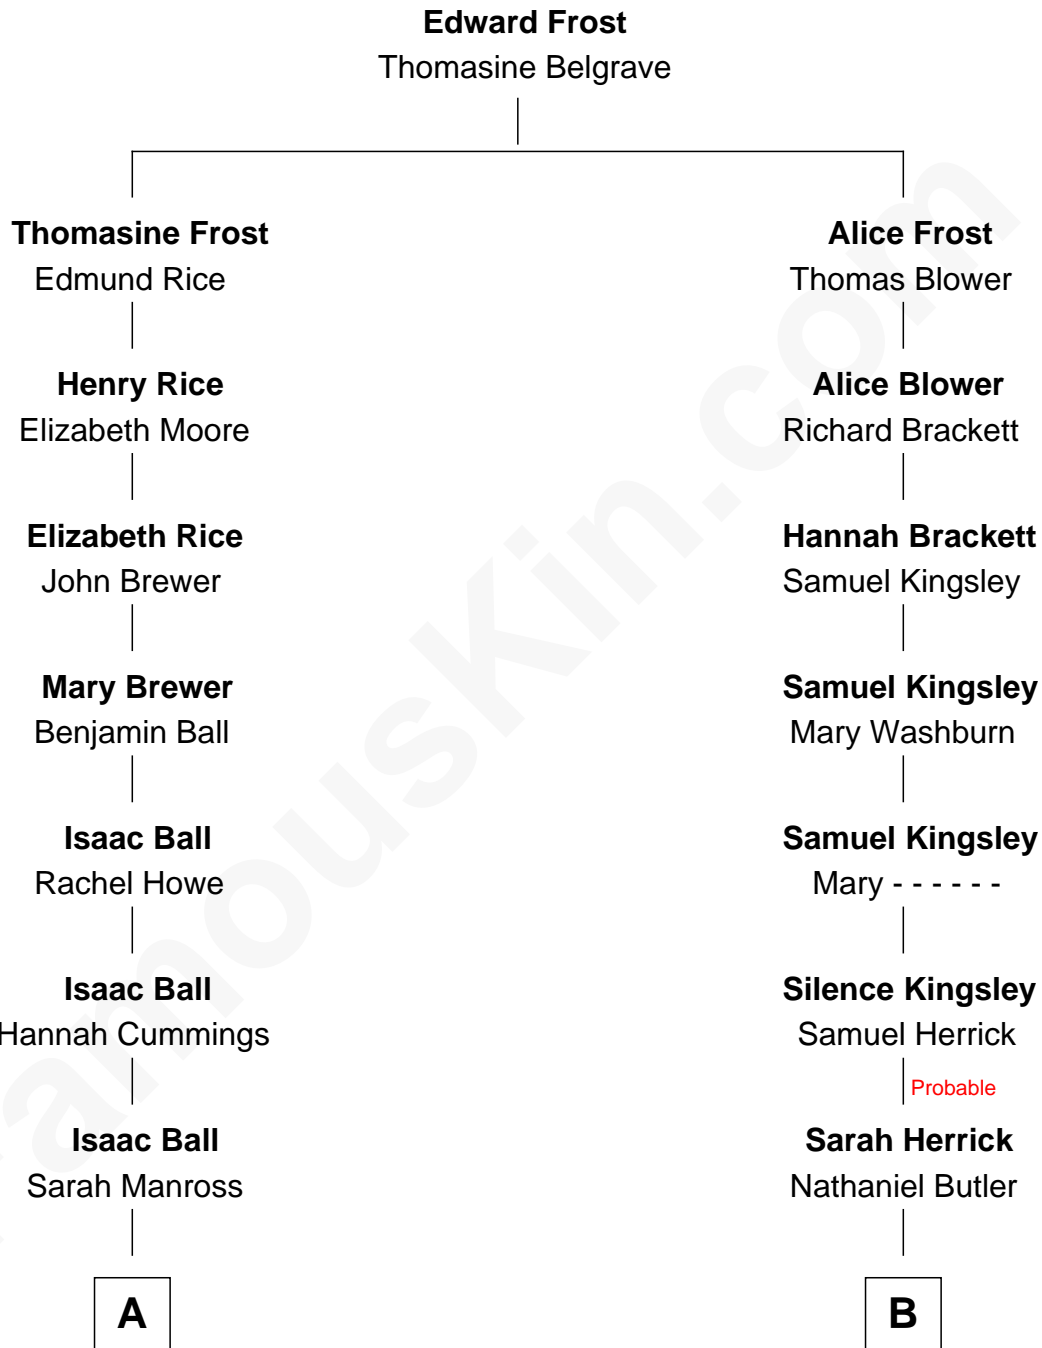 Edward Frost
Thomasine Belgrave
Thomasine Frost
Edmund Rice
Alice Frost
Thomas Blower
Henry Rice
Elizabeth Moore
Alice Blower
Richard Brackett
Elizabeth Rice
John Brewer
Hannah Brackett
Samuel Kingsley
Mary Brewer
Benjamin Ball
Samuel Kingsley
Mary Washburn
Isaac Ball
Rachel Howe
Samuel Kingsley
Mary - - - - - -
Isaac Ball
Hannah Cummings
Silence Kingsley
Samuel Herrick
Probable
Isaac Ball
Sarah Manross
Sarah Herrick
Nathaniel Butler
A
B
FamousKin.com